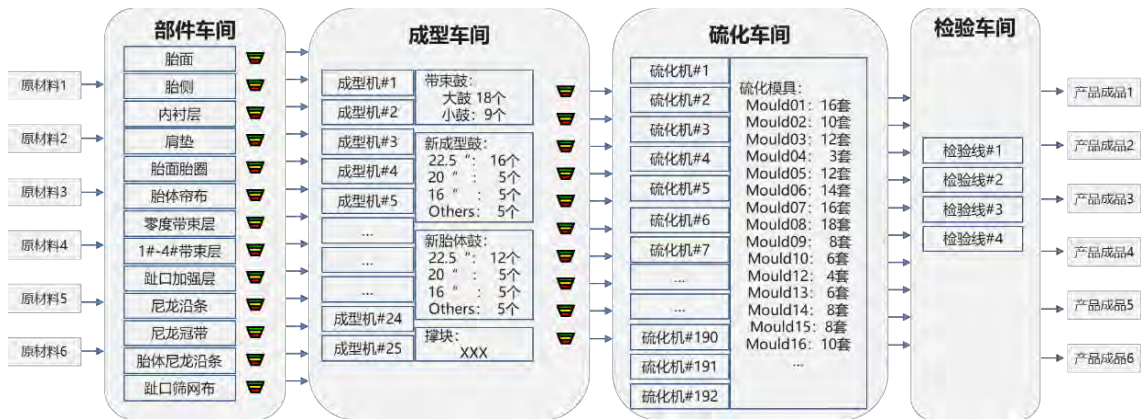 部件车间
成型车间
硫化车间
检验车间
原材料1
原材料2
原材料3
原材料4
原材料5
原材料6
胎面
胎侧
内衬层
肩垫
胎面胎圈
胎体帘布
零度带束层
1#-4#带束层
趾口加强层
尼龙沿条
尼龙冠带
胎体尼龙沿条
趾口筛网布
成型机#1
成型机#2
成型机#3
成型机#4
成型机#5
...
...
...
成型机#24
成型机#25
带束鼓：
大鼓 18个
小鼓：9个
新成型鼓：
22.5 “： 16个
20 “： 5个
16 “ ： 5个
Others： 5个
新胎体鼓：
22.5 “： 12个
20 “ ： 5个
16 “ ： 5个
Others： 5个
撑块：
XXX
硫化机#1
硫化机#2
硫化机#3
硫化机#4
硫化机#5
硫化机#6
硫化机#7
...
...
硫化机#190
硫化机#191
硫化机#192
硫化模具：
Mould01：16套
Mould02：10套
Mould03：12套
Mould04： 3套
Mould05：12套
Mould06：14套
Mould07：16套
Mould08：18套
Mould09： 8套
Mould10： 6套
Mould12： 4套
Mould13： 6套
Mould14： 8套
Mould15：8套
Mould16：10套
...
检验线#1
检验线#2
检验线#3
检验线#4
产品成品1
产品成品2
产品成品3
产品成品4
产品成品5
产品成品6